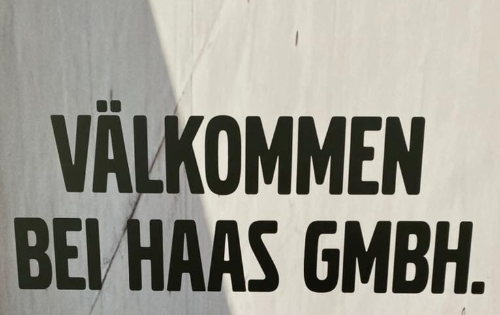 VÄLKOMMEN
BEI HAAS GMBH.